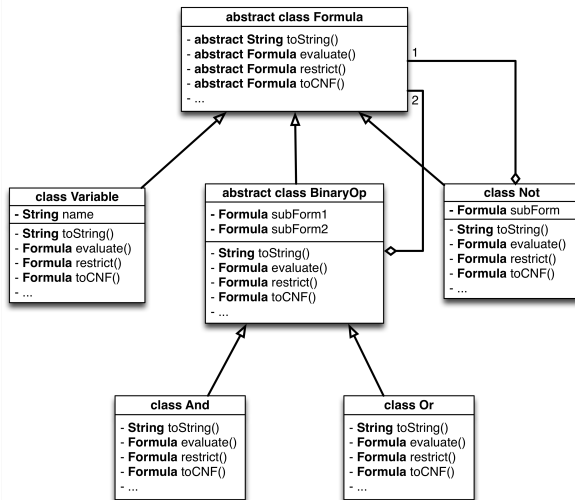 abstract class Formula
- abstract String toString()
- abstract Formula evaluate()
- abstract Formula restrict()
- abstract Formula toCNF()
- ...
1
2
class Variable
- String name
- String toString()
- Formula evaluate()
- Formula restrict()
- Formula toCNF()
- ...
abstract class BinaryOp
- Formula subForm1
- Formula subForm2
- String toString()
- Formula evaluate()
- Formula restrict()
- Formula toCNF()
- ...
class Not
- Formula subForm
- String toString()
- Formula evaluate()
- Formula restrict()
- Formula toCNF()
- ...
class And
- String toString()
- Formula evaluate()
- Formula restrict()
- Formula toCNF()
- ...
class Or
- String toString()
- Formula evaluate()
- Formula restrict()
- Formula toCNF()
- ...